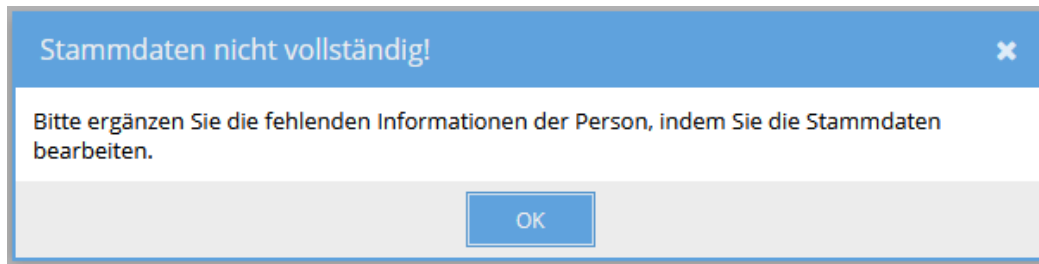 Stammdaten nicht vollständig!
Bitte ergänzen Sie die fehlenden Informationen der Person, indem Sie die Stammdaten
bearbeiten.
OK